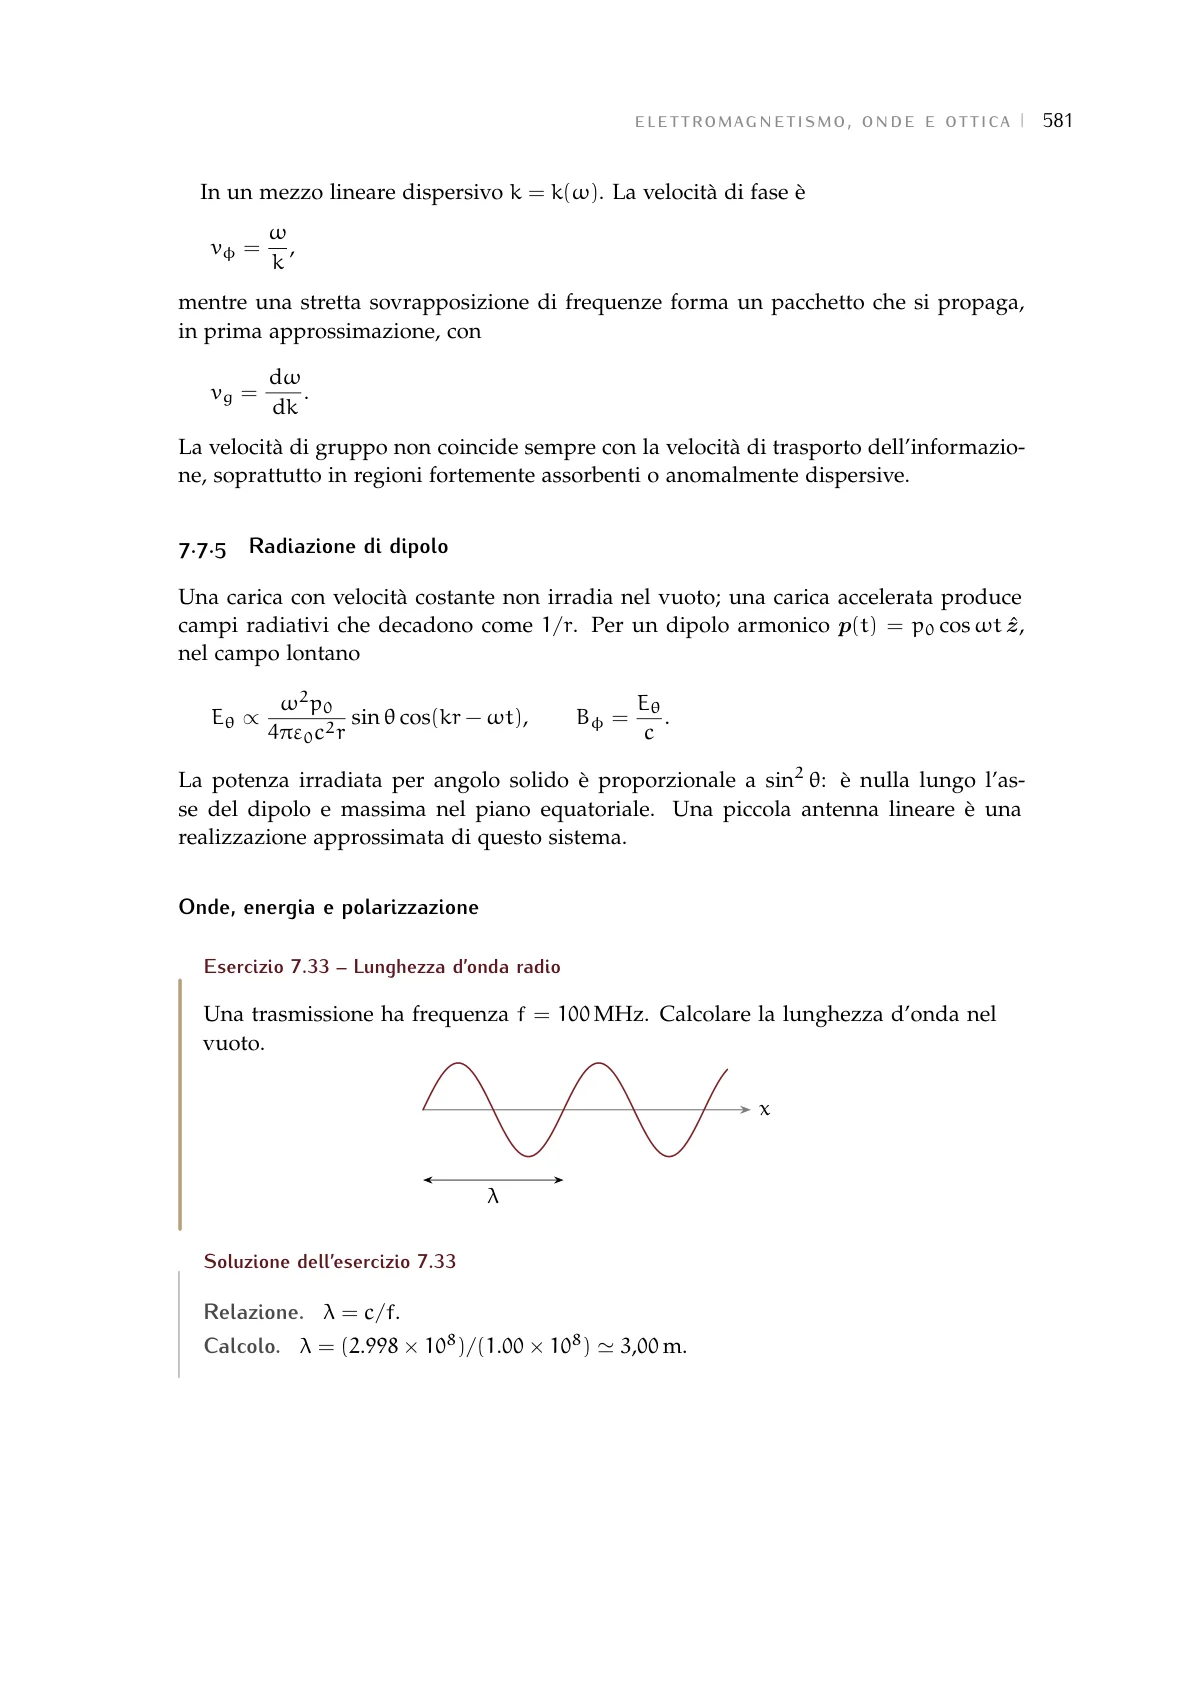 ELETTROMAGNETISMO, ONDE E OTTICA | 581
In un mezzo lineare dispersivo k = k(ω). La velocità di fase è
v_φ = ω/k,
mentre una stretta sovrapposizione di frequenze forma un pacchetto che si propaga,
in prima approssimazione, con
v_g = dω/dk.
La velocità di gruppo non coincide sempre con la velocità di trasporto dell'informazio-
ne, soprattutto in regioni fortemente assorbenti o anomalmente dispersive.
7.7.5 Radiazione di dipolo
Una carica con velocità costante non irradia nel vuoto; una carica accelerata produce
campi radiativi che decadono come 1/r. Per un dipolo armonico p(t) = p₀ cos ωt ẑ,
nel campo lontano
E_θ ∝ ω²p₀/(4πε₀c²r) sin θ cos(kr − ωt), B_φ = E_θ/c.
La potenza irradiata per angolo solido è proporzionale a sin² θ: è nulla lungo l'as-
se del dipolo e massima nel piano equatoriale. Una piccola antenna lineare è una
realizzazione approssimata di questo sistema.
Onde, energia e polarizzazione
Esercizio 7.33 – Lunghezza d'onda radio
Una trasmissione ha frequenza f = 100 MHz. Calcolare la lunghezza d'onda nel
vuoto.
x
λ
Soluzione dell'esercizio 7.33
Relazione. λ = c/f.
Calcolo. λ = (2.998 × 10⁸)/(1.00 × 10⁸) ≃ 3,00 m.